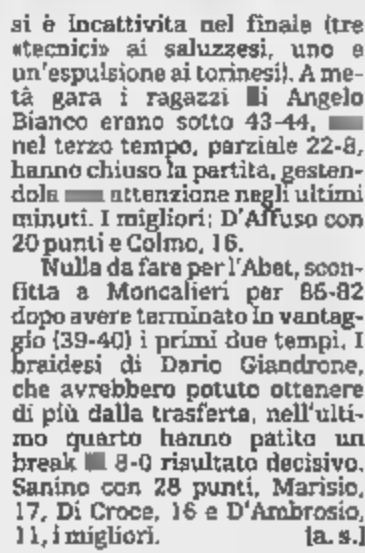 si è incattivita nel finale (tre
«tecnici» ai saluzzesi, uno e
un'espulsione ai torinesi). A me-
tà gara i ragazzi Angelo
Bianco erano sotto 43-44,
nel terzo tempo, parziale 22-8,
hanno chiuso la partita, gesten-
dola attenzione negli ultimi
minuti. I migliori: D'Affuso con
20 punti e Colmo, 16.
Nulla da fare per l'Abet, scon-
fitta a Moncalieri per 86-82
dopo avere terminato in vantag-
gio (39-40) i primi due tempi. I
braidesi di Dario Giandrone,
che avrebbero potuto ottenere
di più dalla trasferta, nell'ulti-
mo quarto hanno patito un
break 8-0 risultato decisivo.
Sanino con 28 punti, Marisio,
17, Di Croce, 16 e D'Ambrosio,
11, i migliori. [a. s.]